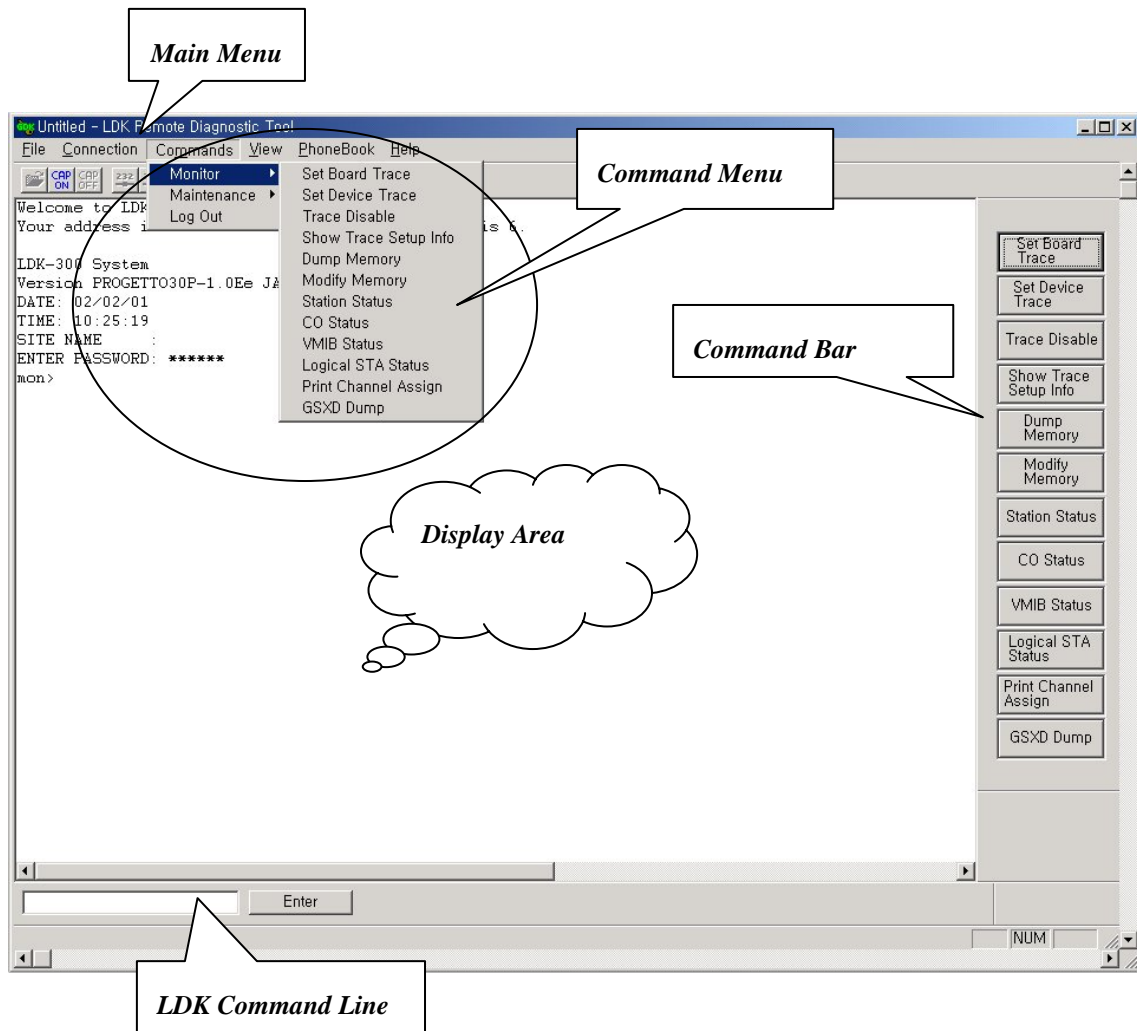 Main Menu
Untitled - LDK Remote Diagnostic Tool
File Connection Commands View PhoneBook Help
CAP ON CAP OFF 232
Monitor
Maintenance
Log Out
Set Board Trace
Set Device Trace
Trace Disable
Show Trace Setup Info
Dump Memory
Modify Memory
Station Status
CO Status
VMIB Status
Logical STA Status
Print Channel Assign
GSXD Dump
Command Menu
Welcome to LDK
Your address i is 6.
LDK-300 System
Version PROGETTO30P-1.0Ee JA
DATE: 02/02/01
TIME: 10:25:19
SITE NAME :
ENTER PASSWORD: ******
mon>
Command Bar
Set Board
Trace
Set Device
Trace
Trace Disable
Show Trace
Setup Info
Dump
Memory
Modify
Memory
Station Status
CO Status
VMIB Status
Logical STA
Status
Print Channel
Assign
GSXD Dump
Display Area
Enter
NUM
LDK Command Line